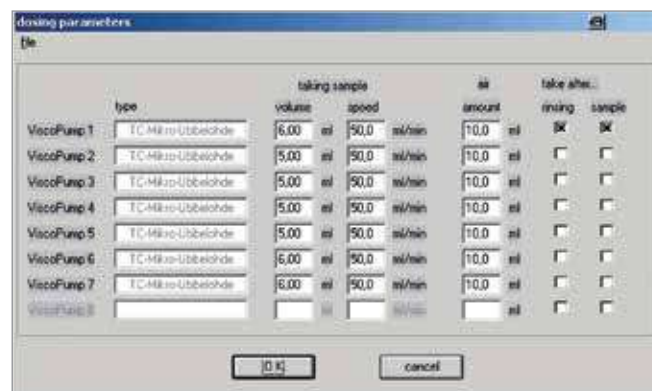 dosing parameters
file
taking sample air take after...
type volume speed amount rinsing sample
ViscoPump 1 TC-Mikro-Ubbelohde 6,00 ml 50,0 ml/min 10,0 ml
ViscoPump 2 TC-Mikro-Ubbelohde 5,00 ml 50,0 ml/min 10,0 ml
ViscoPump 3 TC-Mikro-Ubbelohde 5,00 ml 50,0 ml/min 10,0 ml
ViscoPump 4 TC-Mikro-Ubbelohde 5,00 ml 50,0 ml/min 10,0 ml
ViscoPump 5 TC-Mikro-Ubbelohde 5,00 ml 50,0 ml/min 10,0 ml
ViscoPump 6 TC-Mikro-Ubbelohde 6,00 ml 50,0 ml/min 10,0 ml
ViscoPump 7 TC-Mikro-Ubbelohde 6,00 ml 50,0 ml/min 10,0 ml
ViscoPump 8 ml ml/min ml
OK cancel